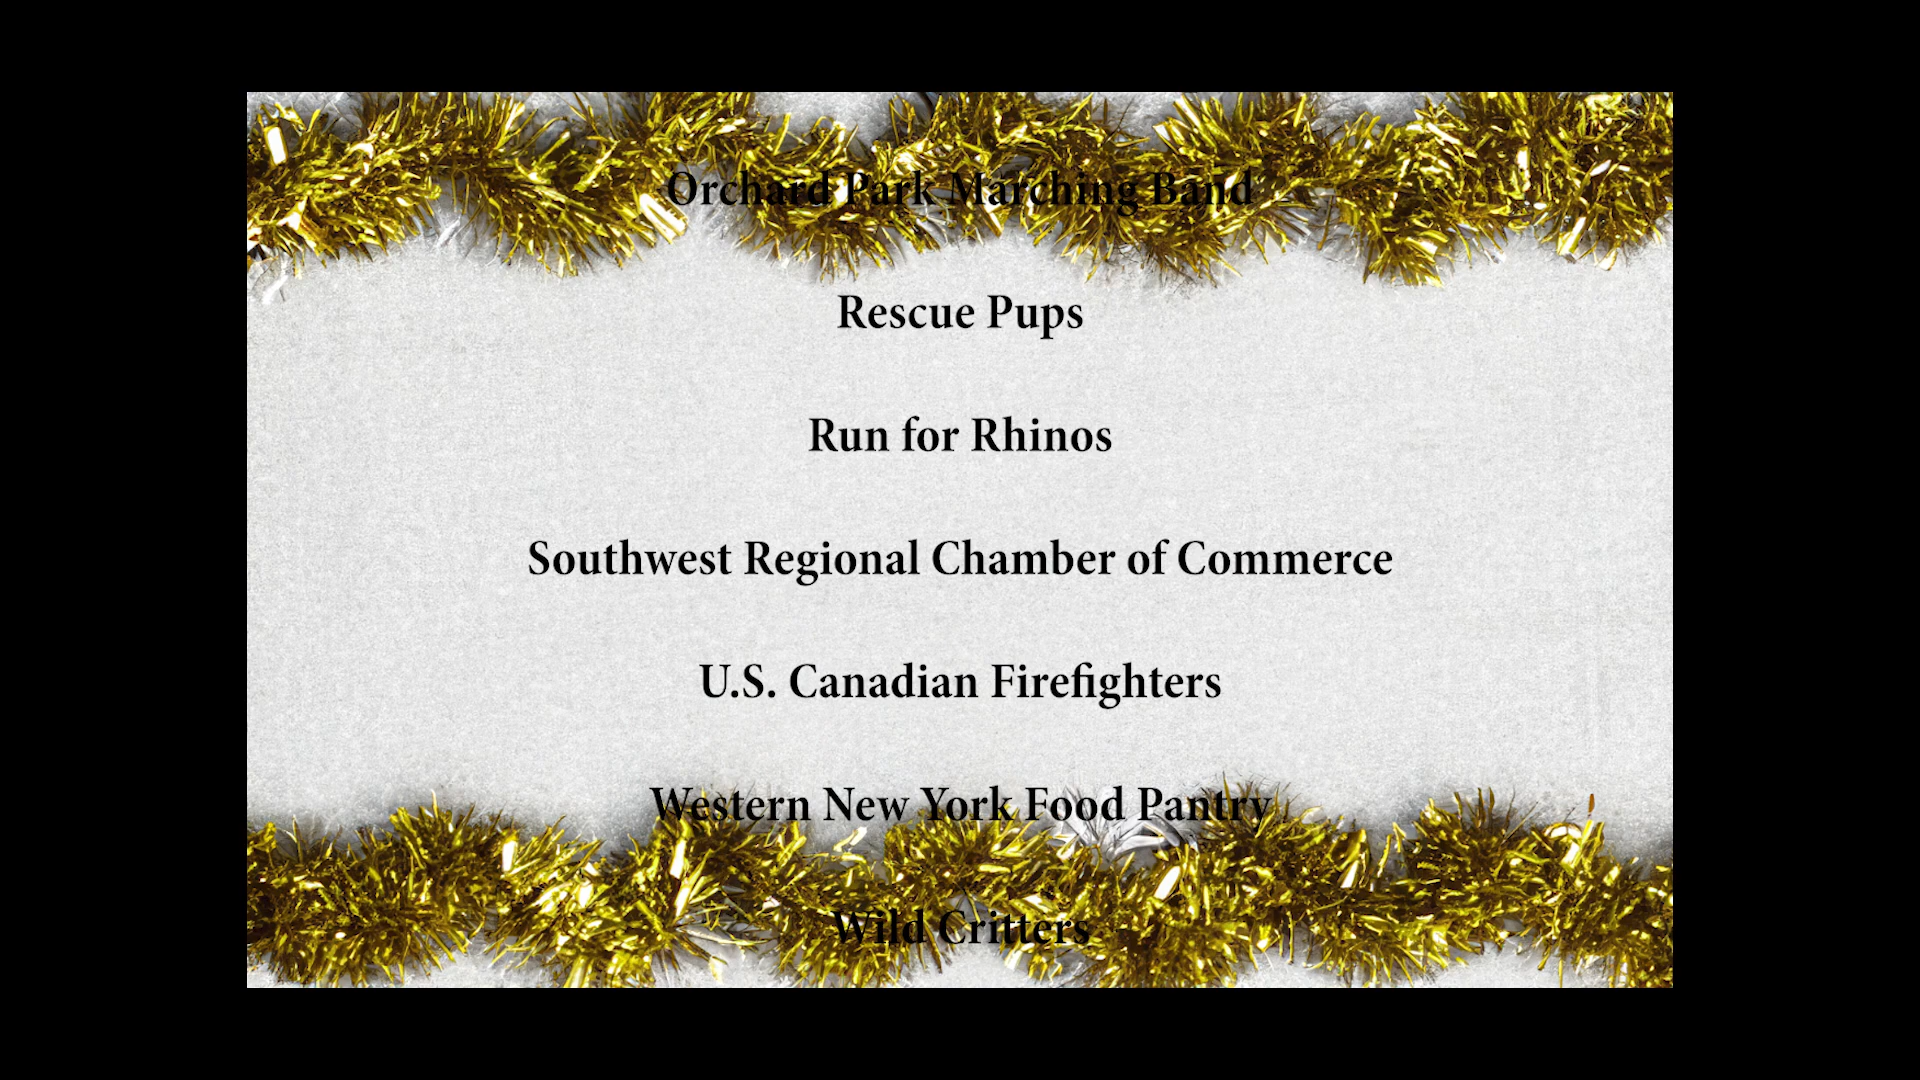 Orchard Park Marching Band
Rescue Pups
Run for Rhinos
Southwest Regional Chamber of Commerce
U.S. Canadian Firefighters
Western New York Food Pantry
Wild Critters